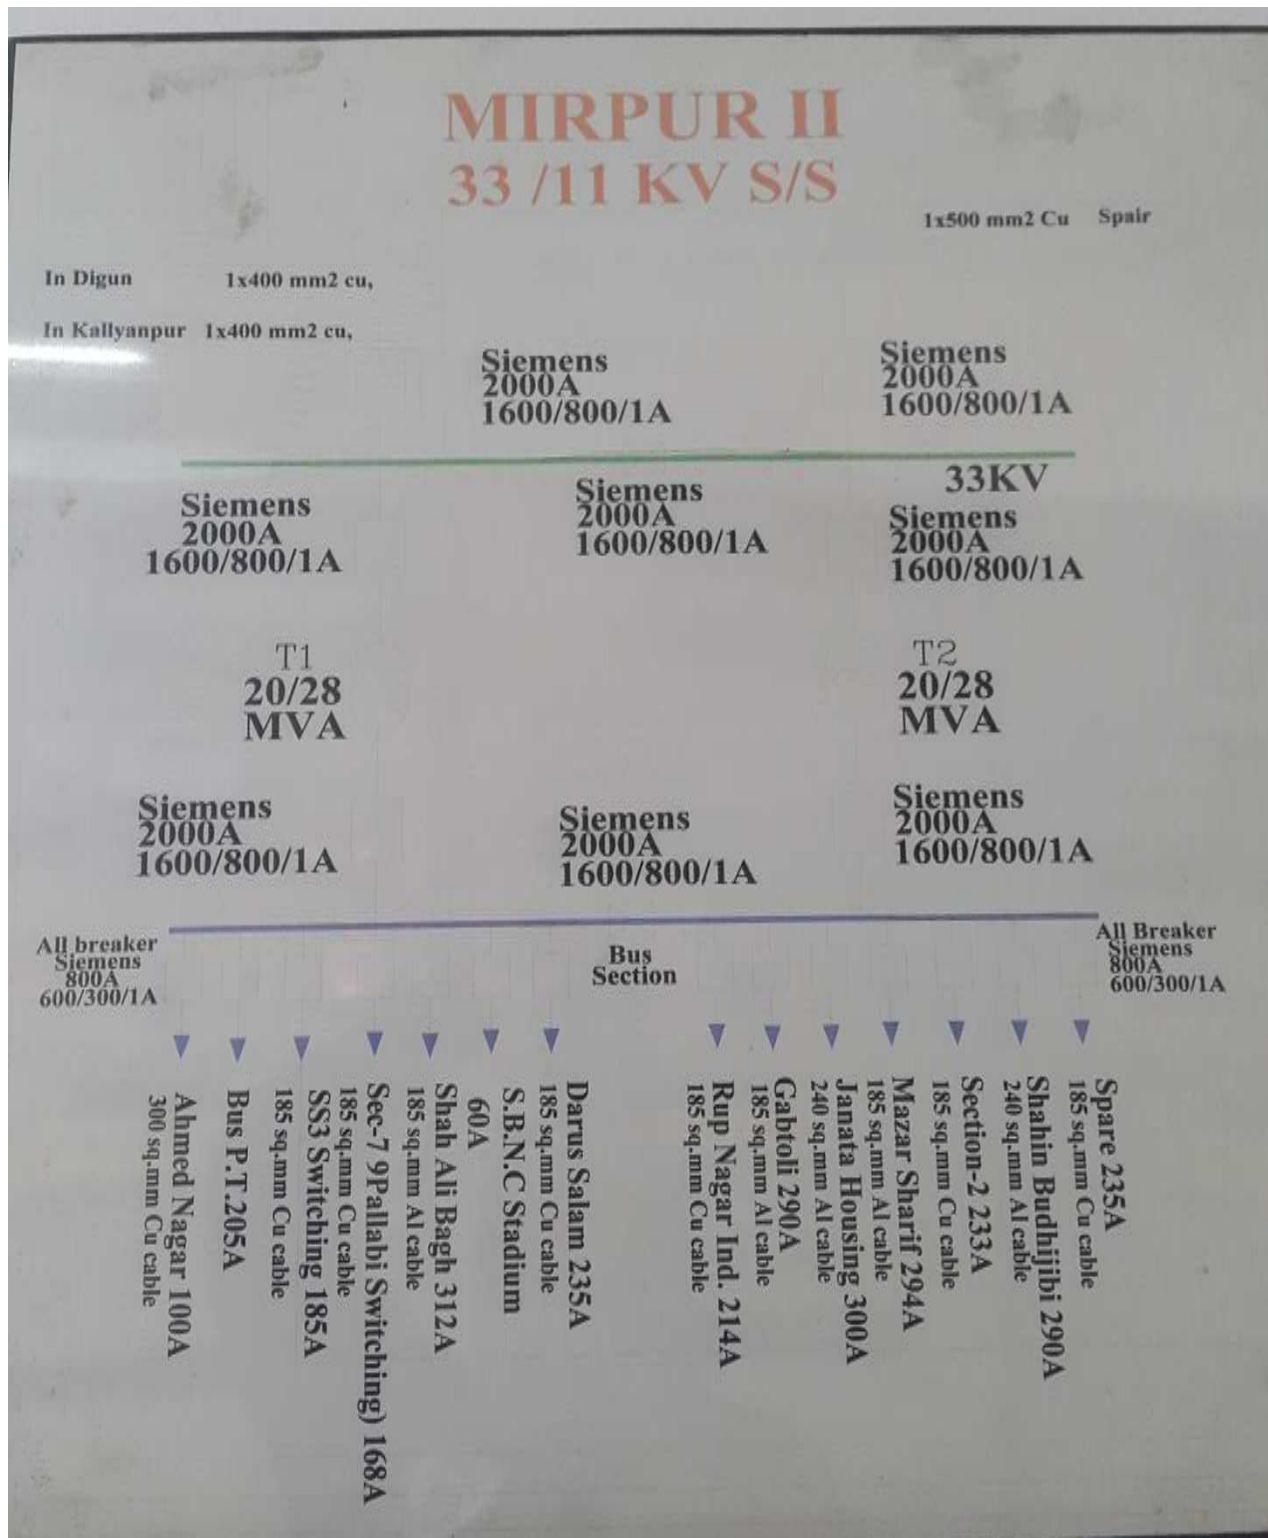 MIRPUR II
33 /11 KV S/S
1x500 mm2 Cu Spair
In Digun 1x400 mm2 cu,
In Kallyanpur 1x400 mm2 cu,
Siemens
2000A
1600/800/1A
Siemens
2000A
1600/800/1A
33KV
Siemens
2000A
1600/800/1A
Siemens
2000A
1600/800/1A
Siemens
2000A
1600/800/1A
T1
20/28
MVA
T2
20/28
MVA
Siemens
2000A
1600/800/1A
Siemens
2000A
1600/800/1A
Siemens
2000A
1600/800/1A
All breaker
Siemens
800A
600/300/1A
Bus
Section
All Breaker
Siemens
800A
600/300/1A
Ahmed Nagar 100A
300 sq.mm Cu cable
Bus P.T.205A
SS3 Switching 185A
185 sq.mm Cu cable
Sec-7 9Pallabi Switching) 168A
185 sq.mm Cu cable
Shah Ali Bagh 312A
185 sq.mm Al cable
S.B.N.C Stadium
60A
Darus Salam 235A
185 sq.mm Cu cable
Rup Nagar Ind. 214A
185 sq.mm Cu cable
Gabtoli 290A
185 sq.mm Al cable
Janata Housing 300A
240 sq.mm Al cable
Mazar Sharif 294A
185 sq.mm Al cable
Section-2 233A
185 sq.mm Cu cable
Shahin Budhijibi 290A
240 sq.mm Al cable
Spare 235A
185 sq.mm Cu cable